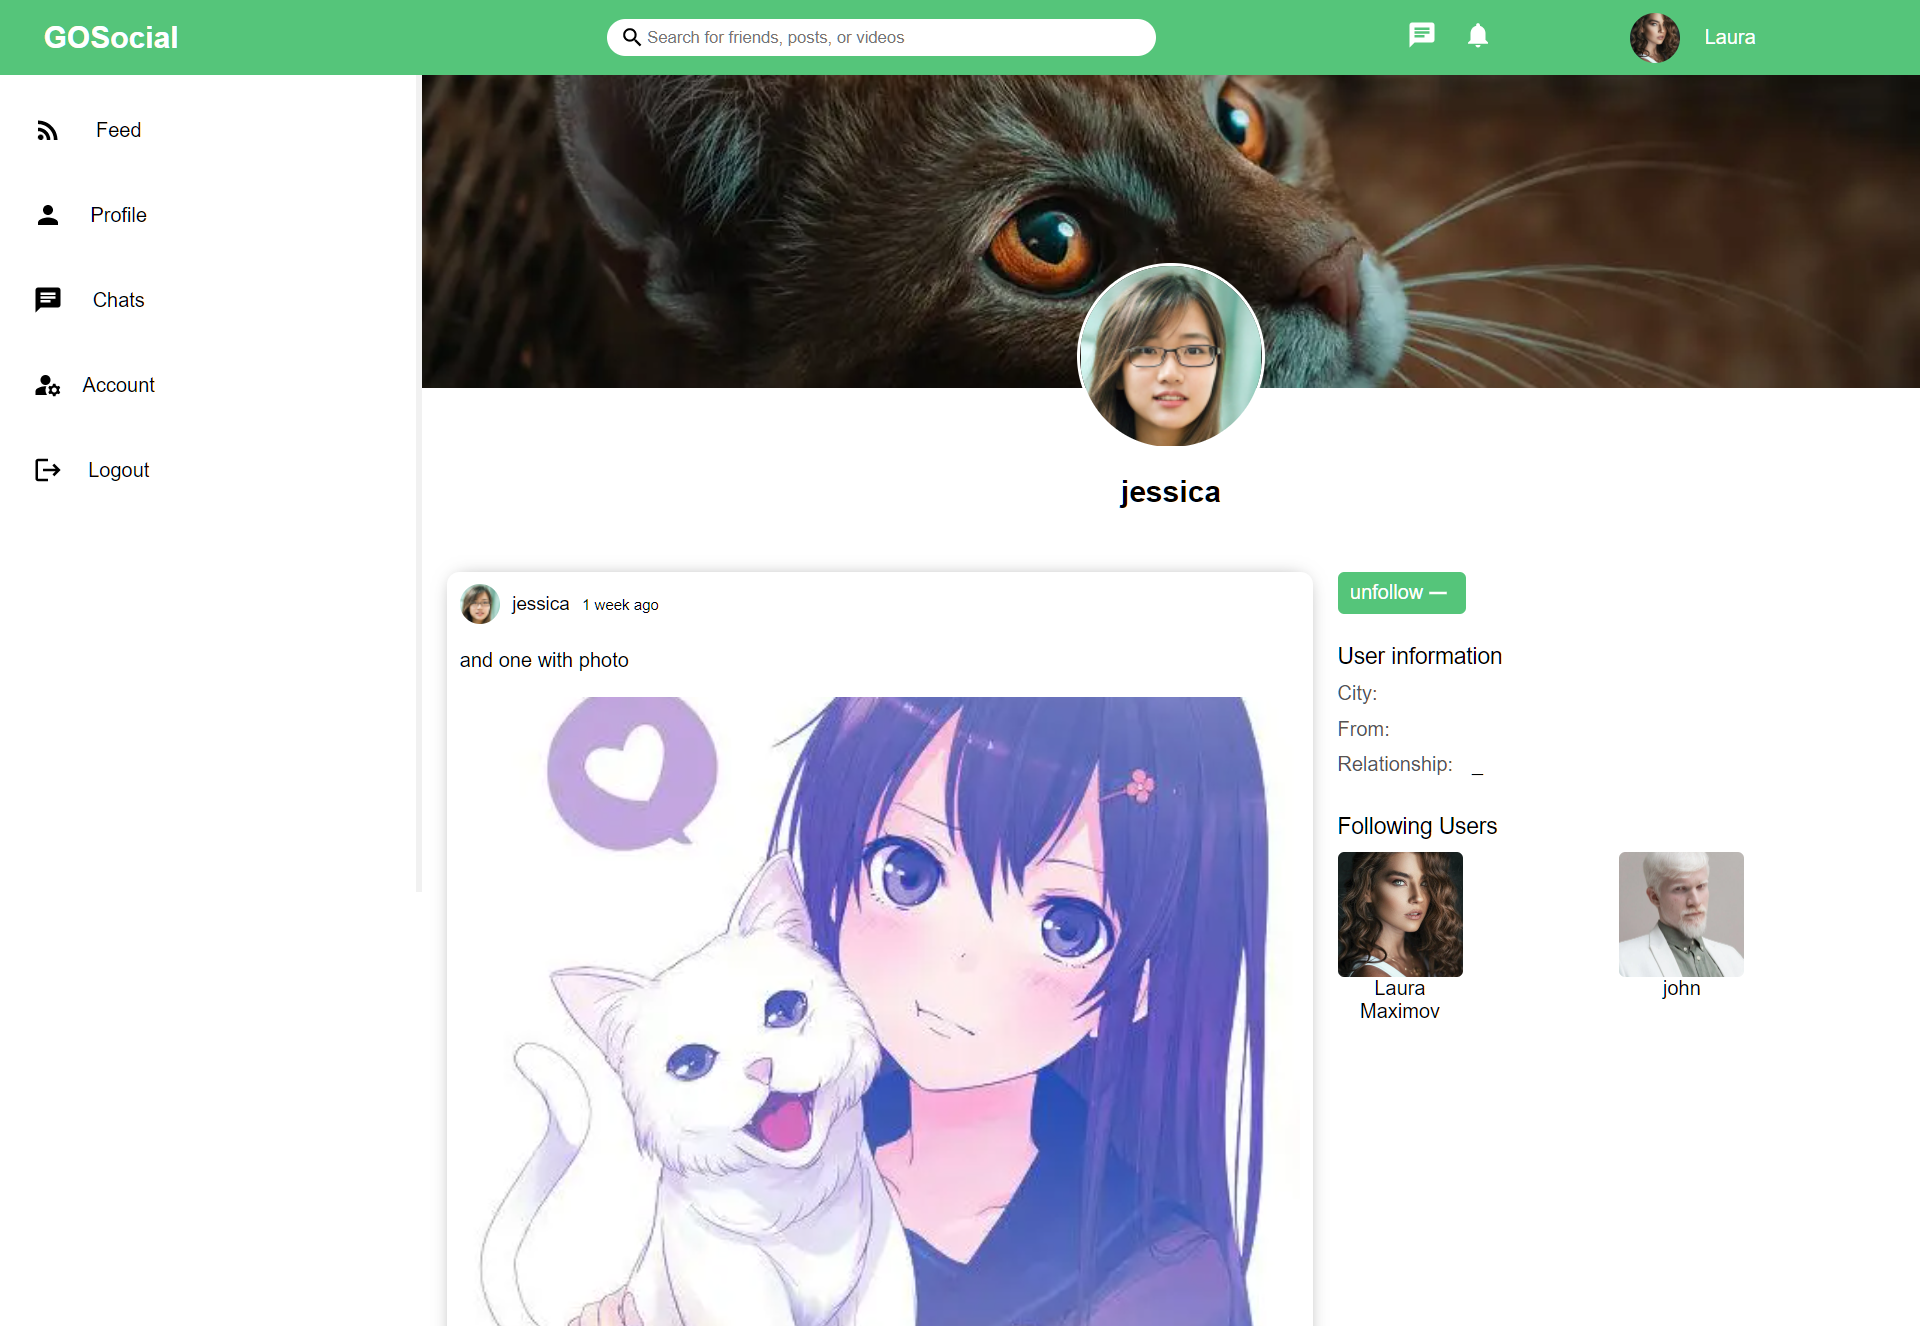 GOSocial
Search for friends, posts, or videos
Laura
Feed
Profile
Chats
Account
Logout
jessica
jessica 1 week ago
and one with photo
unfollow
User information
City:
From:
Relationship: _
Following Users
Laura
Maximov
john